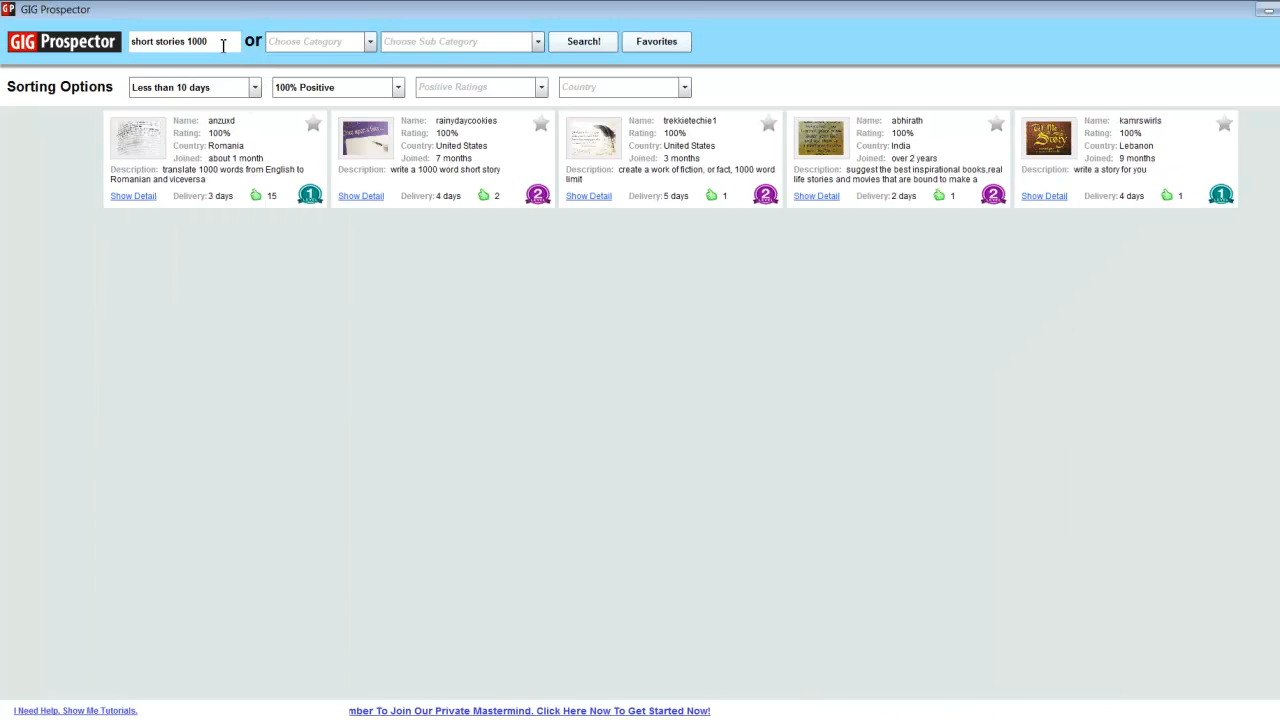 GIG Prospector
GIG Prospector
short stories 1000
or
Choose Category
Choose Sub Category
Search!
Favorites
Sorting Options
Less than 10 days
100% Positive
Positive Ratings
Country
Name: anzuxd
Rating: 100%
Country: Romania
Joined: about 1 month
Description: translate 1000 words from English to
Romanian and viceversa
Show Detail
Delivery: 3 days
15
1
Name: rainydaycookies
Rating: 100%
Country: United States
Joined: 7 months
Description: write a 1000 word short story
Show Detail
Delivery: 4 days
2
2
Name: trekkietechie1
Rating: 100%
Country: United States
Joined: 3 months
Description: create a work of fiction, or fact, 1000 word
limit
Show Detail
Delivery: 5 days
1
2
Name: abhirath
Rating: 100%
Country: India
Joined: over 2 years
Description: suggest the best inspirational books,real
life stories and movies that are bound to make a
Show Detail
Delivery: 2 days
1
2
Name: kamrswirls
Rating: 100%
Country: Lebanon
Joined: 9 months
Description: write a story for you
Show Detail
Delivery: 4 days
1
1
I Need Help. Show Me Tutorials.
mber To Join Our Private Mastermind. Click Here Now To Get Started Now!